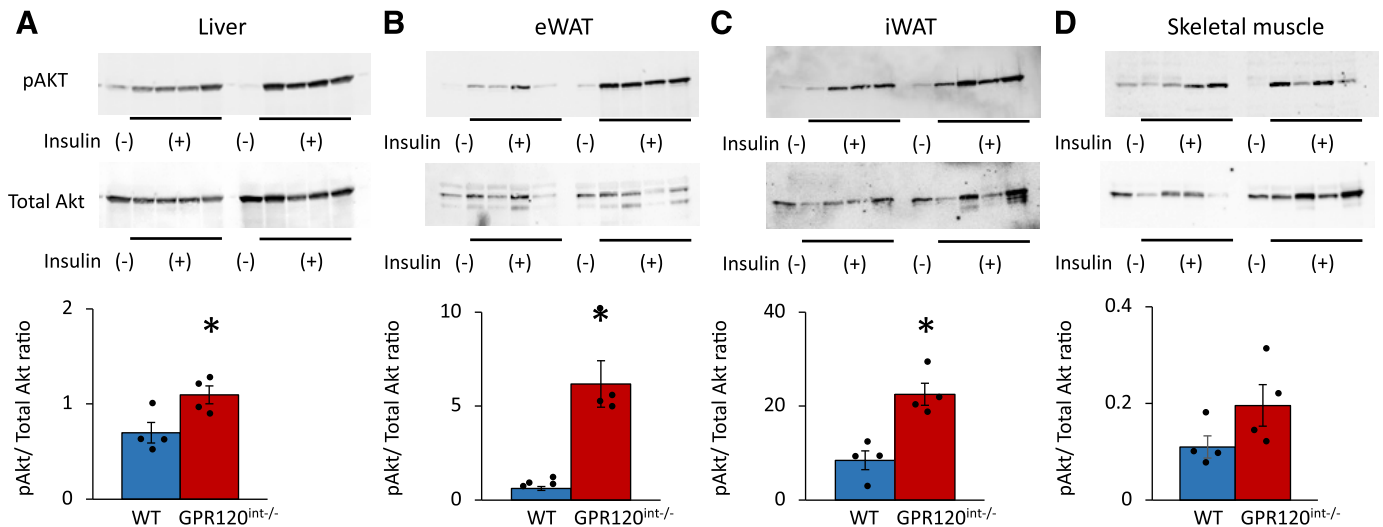 A Liver B eWAT C iWAT D Skeletal muscle
pAKT
Insulin (-) (+) (-) (+) Insulin (-) (+) (-) (+) Insulin (-) (+) (-) (+) Insulin (-) (+) (-) (+)
Total Akt
Insulin (-) (+) (-) (+) Insulin (-) (+) (-) (+) Insulin (-) (+) (-) (+) Insulin (-) (+) (-) (+)
pAkt/ Total Akt ratio
2
1
0
*
WT GPR120int-/-
pAkt/ Total Akt ratio
10
5
0
*
WT GPR120int-/-
pAkt/ Total Akt ratio
40
20
0
*
WT GPR120int-/-
pAkt/ Total Akt ratio
0.4
0.2
0
WT GPR120int-/-